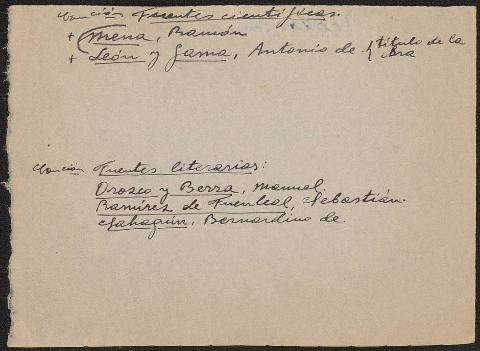 Fuentes científicas.
+ Mena, Ramón
+ León y Gama, Antonio de. título de la
Fuentes literarias:
Orozco y Berra, Manuel.
Ramírez de Fuenleal, Sebastián.
Sahagún, Bernardino de.